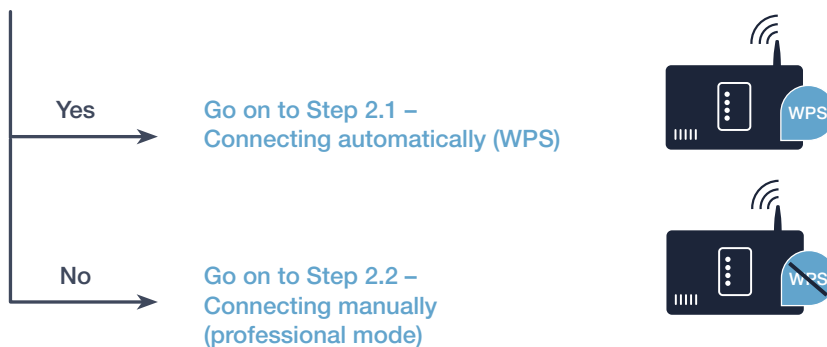 Yes
Go on to Step 2.1 –
Connecting automatically (WPS)
WPS
No
Go on to Step 2.2 –
Connecting manually
(professional mode)
WPS